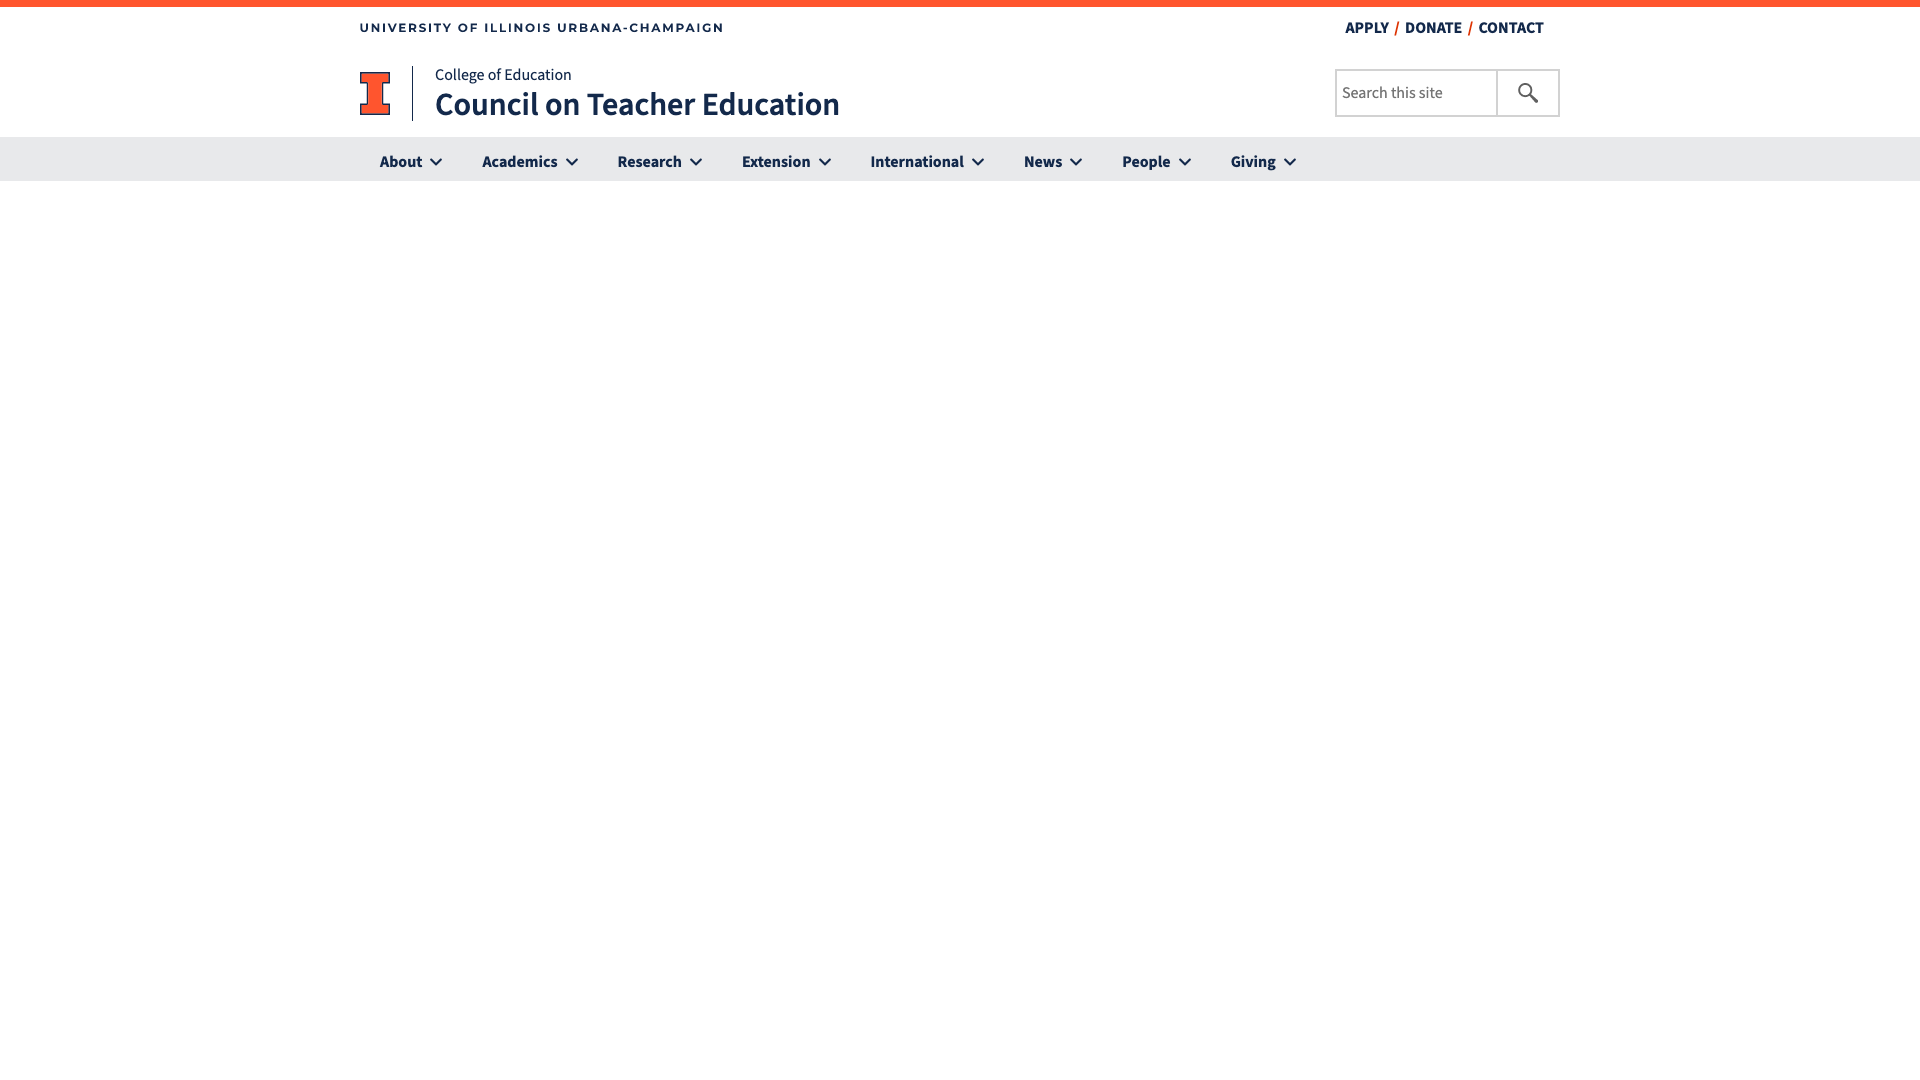 UNIVERSITY OF ILLINOIS URBANA-CHAMPAIGN
APPLY / DONATE / CONTACT
College of Education
Council on Teacher Education
Search this site
About Academics Research Extension International News People Giving